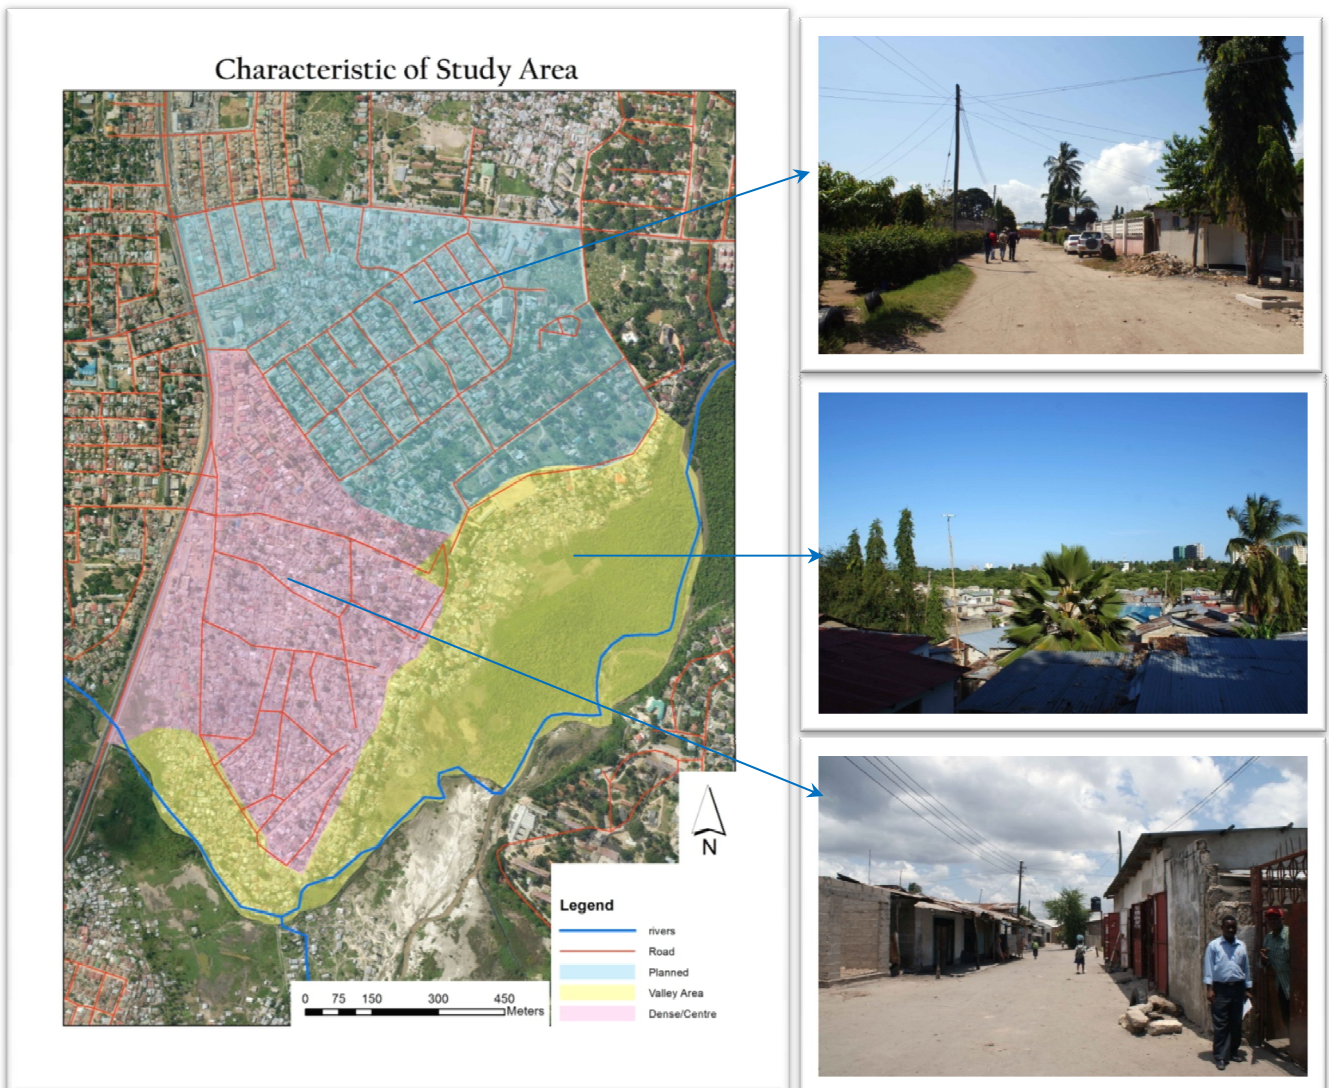 Characteristic of Study Area
N
Legend
rivers
Road
Planned
Valley Area
Dense/Centre
0 75 150 300 450
Meters